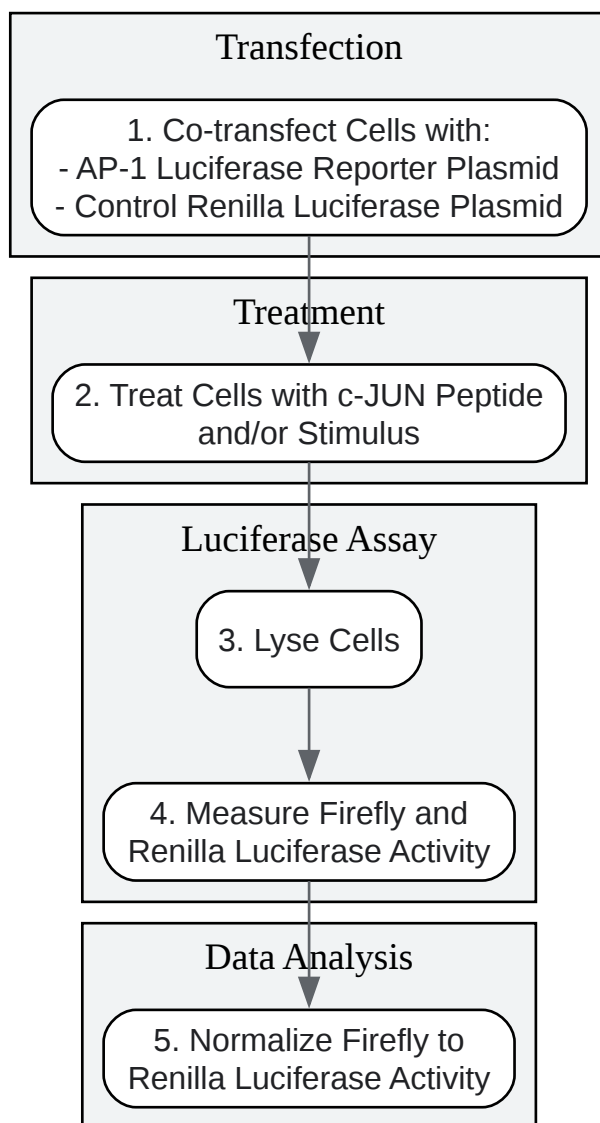 Transfection
1. Co-transfect Cells with:
- AP-1 Luciferase Reporter Plasmid
- Control Renilla Luciferase Plasmid
Treatment
2. Treat Cells with c-JUN Peptide
and/or Stimulus
Luciferase Assay
3. Lyse Cells
4. Measure Firefly and
Renilla Luciferase Activity
Data Analysis
5. Normalize Firefly to
Renilla Luciferase Activity